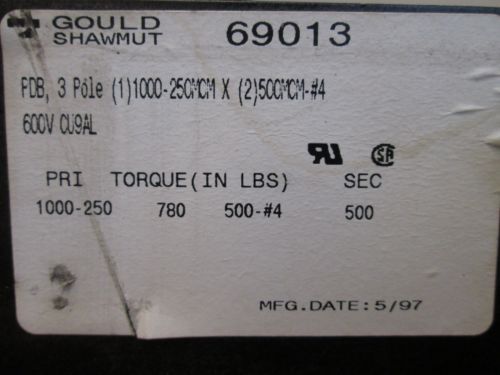 GOULD
SHAWMUT
69013
PDB, 3 Pole (1)1000-250MCM X (2)500MCM-#4
600V CU9AL
PRI TORQUE(IN LBS) SEC
1000-250 780 500-#4 500
MFG.DATE:5/97